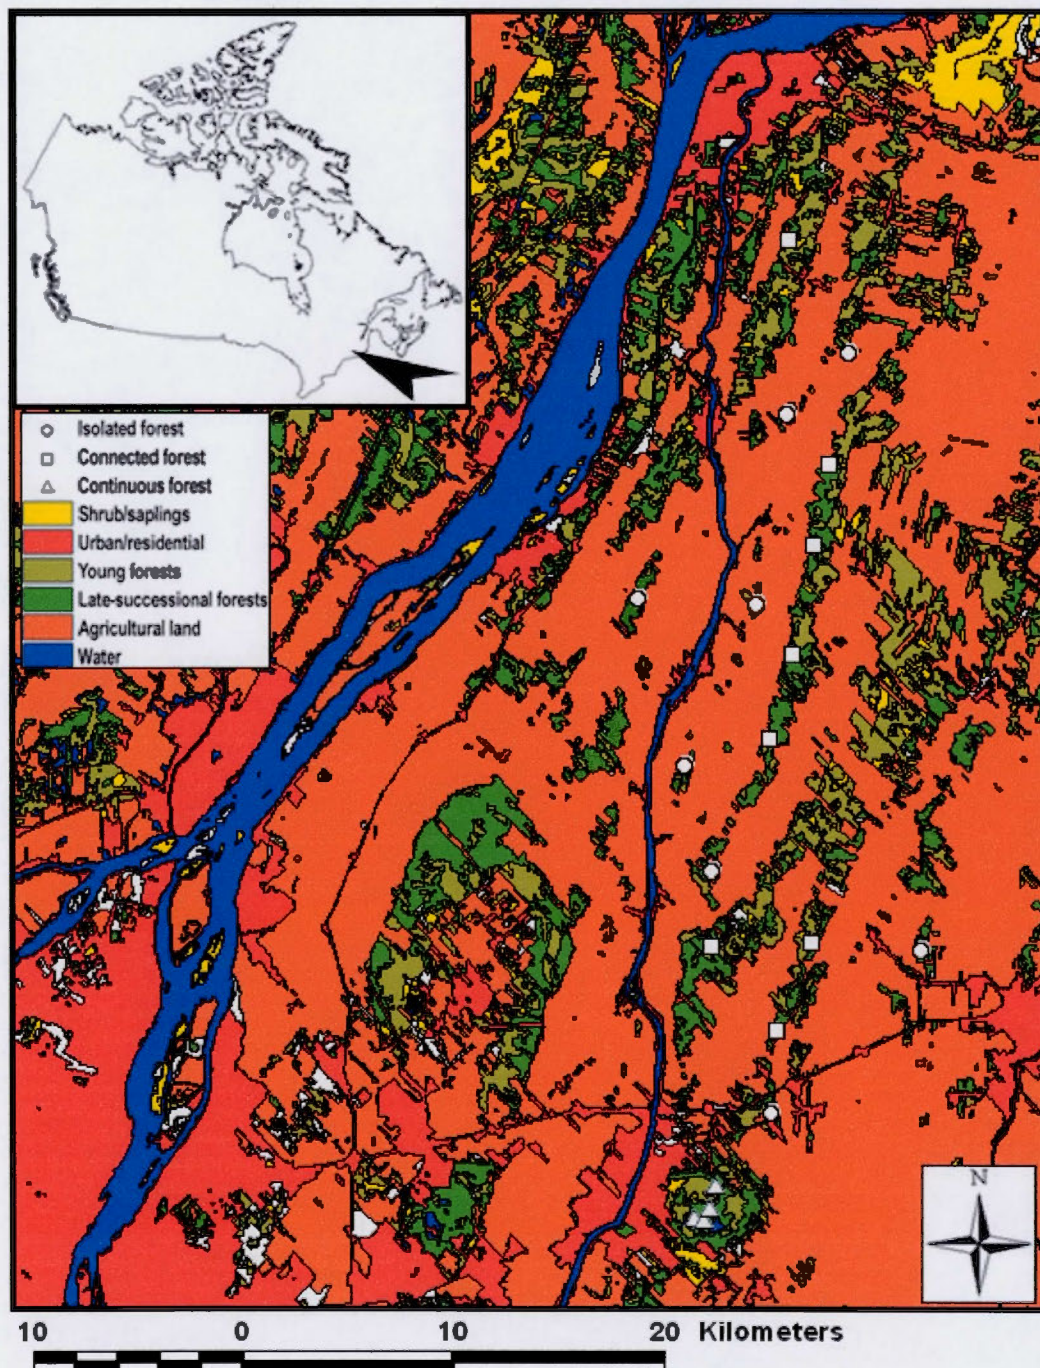 Isolated forest
Connected forest
Continuous forest
Shrub/saplings
Urban/residential
Young forests
Late-successional forests
Agricultural land
Water
N
10 0 10 20 Kilometers